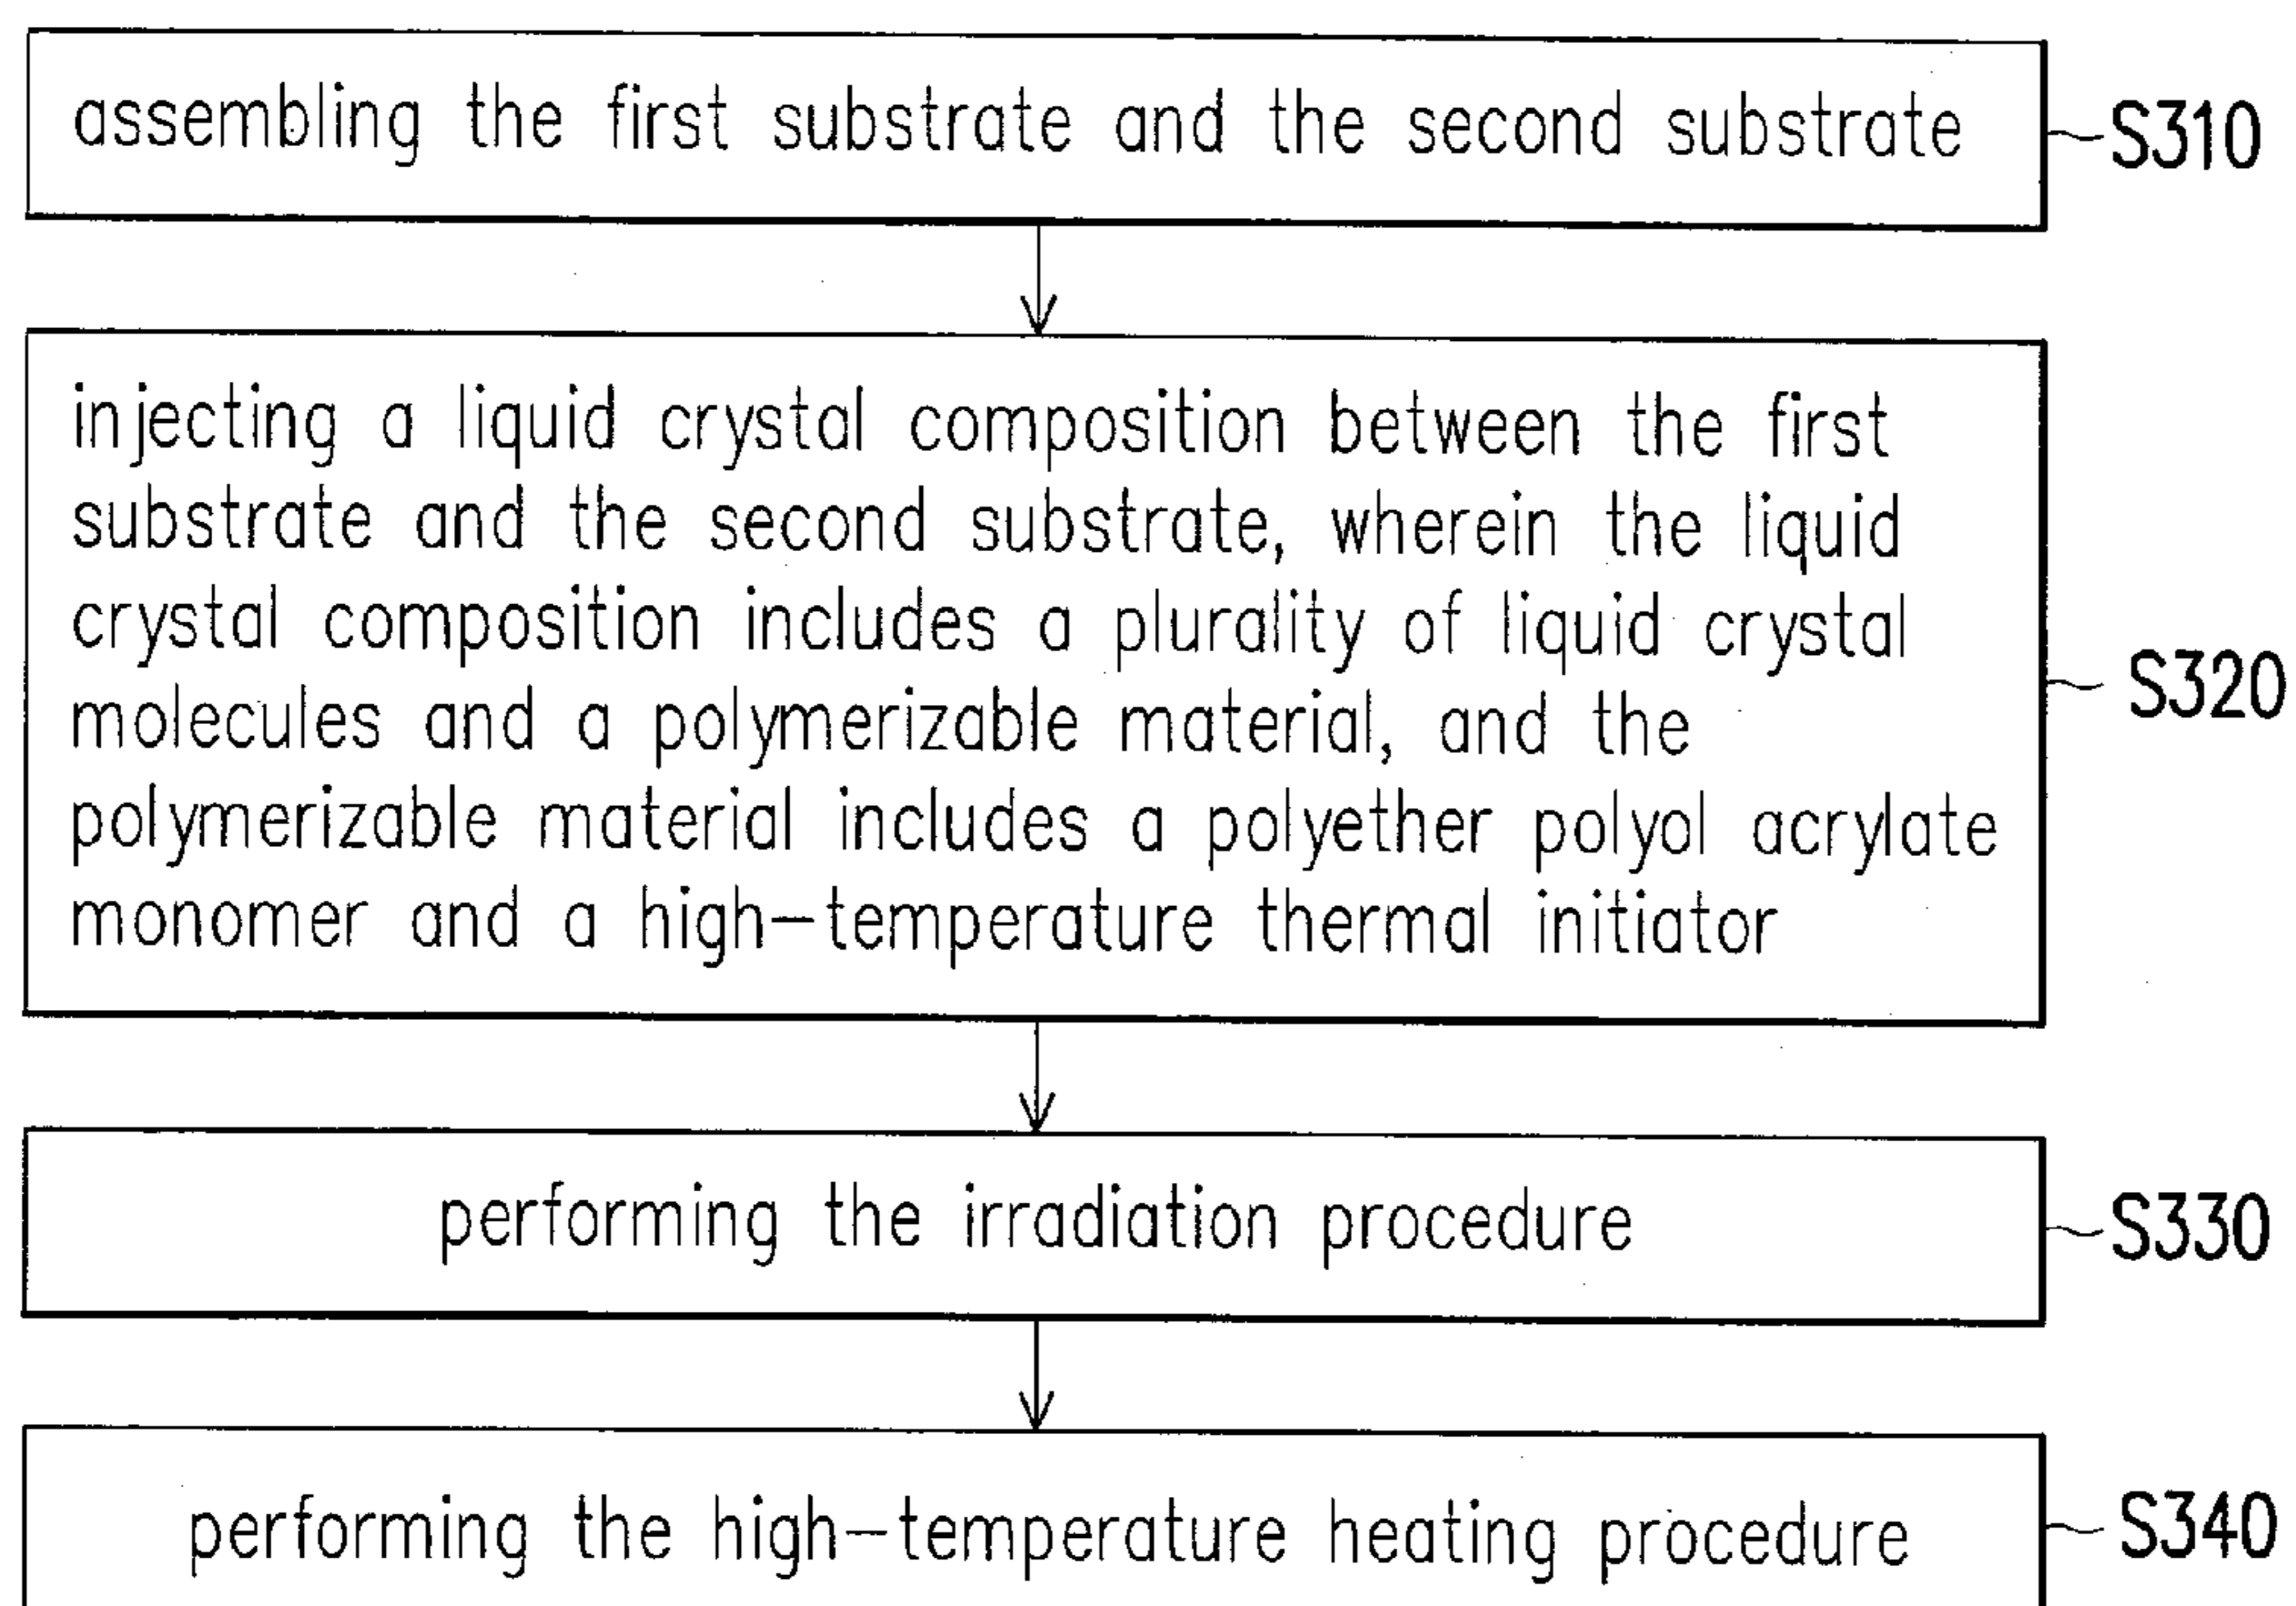 assembling the first substrate and the second substrate
S310
injecting a liquid crystal composition between the first
substrate and the second substrate, wherein the liquid
crystal composition includes a plurality of liquid crystal
molecules and a polymerizable material, and the
polymerizable material includes a polyether polyol acrylate
monomer and a high-temperature thermal initiator
S320
performing the irradiation procedure
S330
performing the high-temperature heating procedure
S340